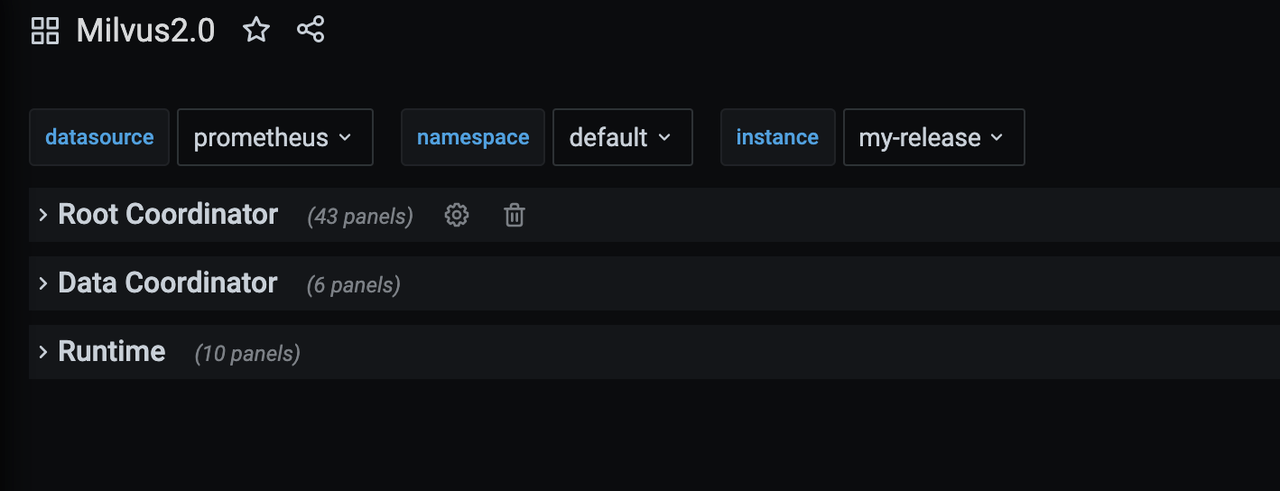 Milvus2.0
datasource prometheus namespace default instance my-release
Root Coordinator (43 panels)
Data Coordinator (6 panels)
Runtime (10 panels)